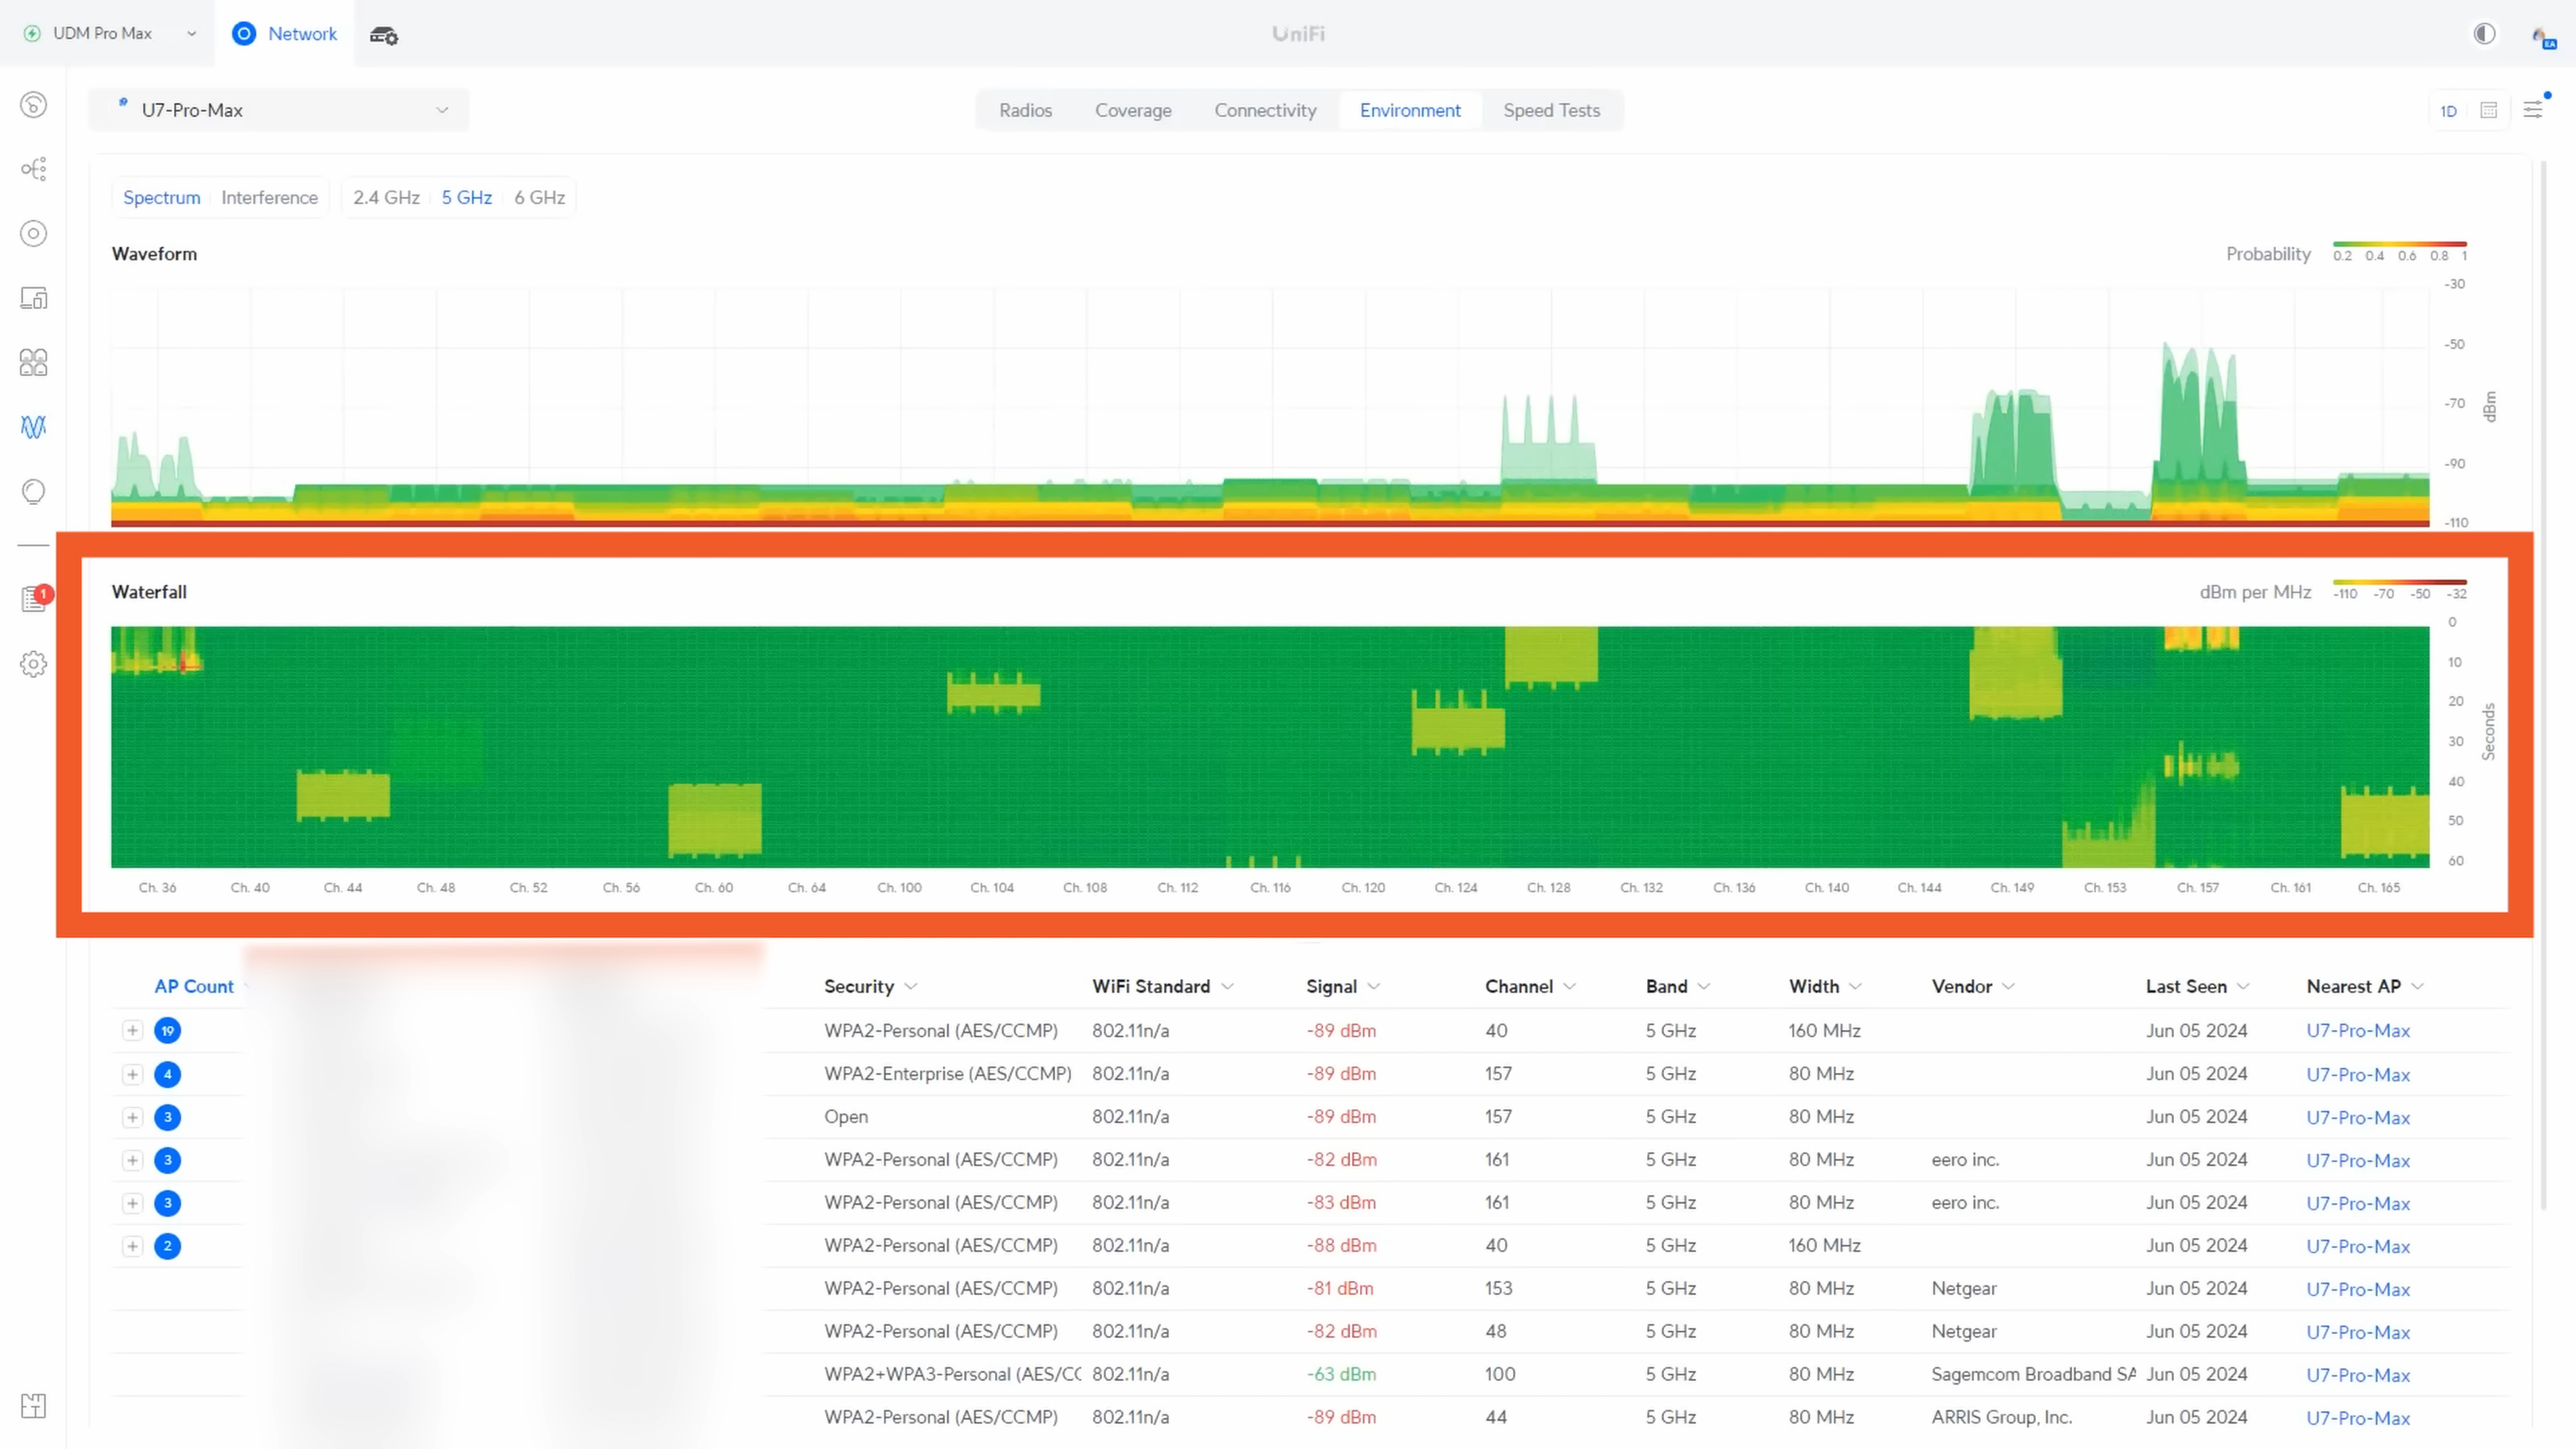 UDM Pro Max Network UniFi EA
U7-Pro-Max Radios Coverage Connectivity Environment Speed Tests 1D
Spectrum Interference 2.4 GHz 5 GHz 6 GHz
Waveform Probability 0.2 0.4 0.6 0.8 1
-30
-50
-70
-90
-110
dBm
1
Waterfall dBm per MHz -110 -70 -50 -32
0
10
20
30
40
50
60
Seconds
Ch. 36 Ch. 40 Ch. 44 Ch. 48 Ch. 52 Ch. 56 Ch. 60 Ch. 64 Ch. 100 Ch. 104 Ch. 108 Ch. 112 Ch. 116 Ch. 120 Ch. 124 Ch. 128 Ch. 132 Ch. 136 Ch. 140 Ch. 144 Ch. 149 Ch. 153 Ch. 157 Ch. 161 Ch. 165
AP Count Security WiFi Standard Signal Channel Band Width Vendor Last Seen Nearest AP
19 WPA2-Personal (AES/CCMP) 802.11n/a -89 dBm 40 5 GHz 160 MHz Jun 05 2024 U7-Pro-Max
4 WPA2-Enterprise (AES/CCMP) 802.11n/a -89 dBm 157 5 GHz 80 MHz Jun 05 2024 U7-Pro-Max
3 Open 802.11n/a -89 dBm 157 5 GHz 80 MHz Jun 05 2024 U7-Pro-Max
3 WPA2-Personal (AES/CCMP) 802.11n/a -82 dBm 161 5 GHz 80 MHz eero inc. Jun 05 2024 U7-Pro-Max
3 WPA2-Personal (AES/CCMP) 802.11n/a -83 dBm 161 5 GHz 80 MHz eero inc. Jun 05 2024 U7-Pro-Max
2 WPA2-Personal (AES/CCMP) 802.11n/a -88 dBm 40 5 GHz 160 MHz Jun 05 2024 U7-Pro-Max
WPA2-Personal (AES/CCMP) 802.11n/a -81 dBm 153 5 GHz 80 MHz Netgear Jun 05 2024 U7-Pro-Max
WPA2-Personal (AES/CCMP) 802.11n/a -82 dBm 48 5 GHz 80 MHz Netgear Jun 05 2024 U7-Pro-Max
WPA2+WPA3-Personal (AES/CC 802.11n/a -63 dBm 100 5 GHz 80 MHz Sagemcom Broadband SA Jun 05 2024 U7-Pro-Max
WPA2-Personal (AES/CCMP) 802.11n/a -89 dBm 44 5 GHz 80 MHz ARRIS Group, Inc. Jun 05 2024 U7-Pro-Max